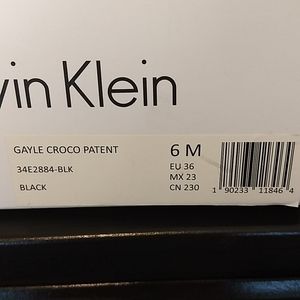 vin Klein
GAYLE CROCO PATENT
34E2884-BLK
BLACK
6 M
EU 36
MX 23
CN 230
1 90233 11846 4